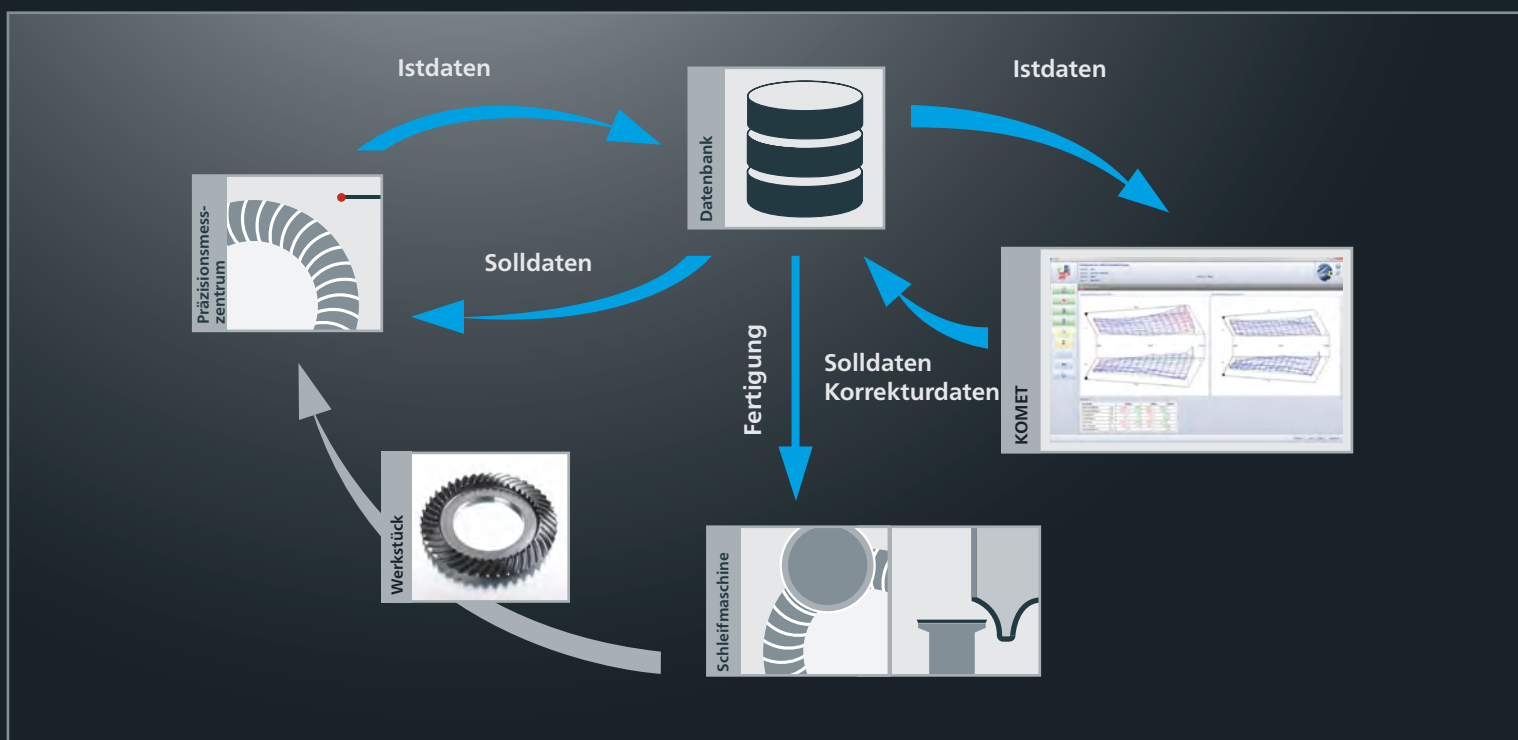 Istdaten
Istdaten
Datenbank
Präzisionsmess-
zentrum
Solldaten
Fertigung
Solldaten
Korrekturdaten
KOMET
Werkstück
Schleifmaschine